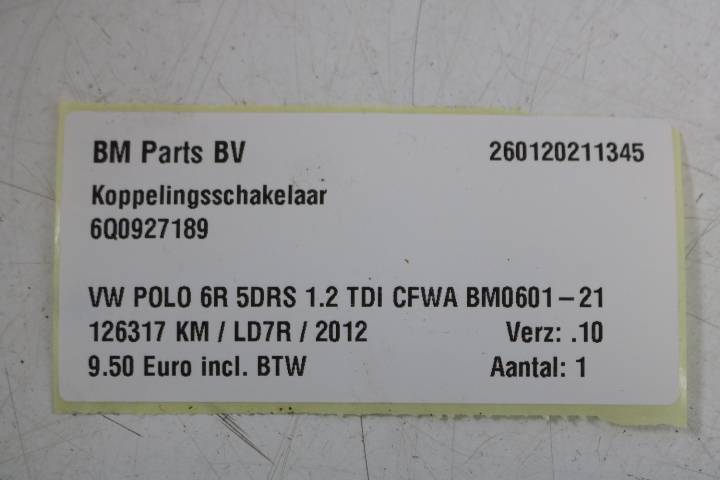 BM Parts BV 260120211345
Koppelingsschakelaar
6Q0927189
VW POLO 6R 5DRS 1.2 TDI CFWA BM0601-21
126317 KM / LD7R / 2012 Verz: .10
9.50 Euro incl. BTW Aantal: 1